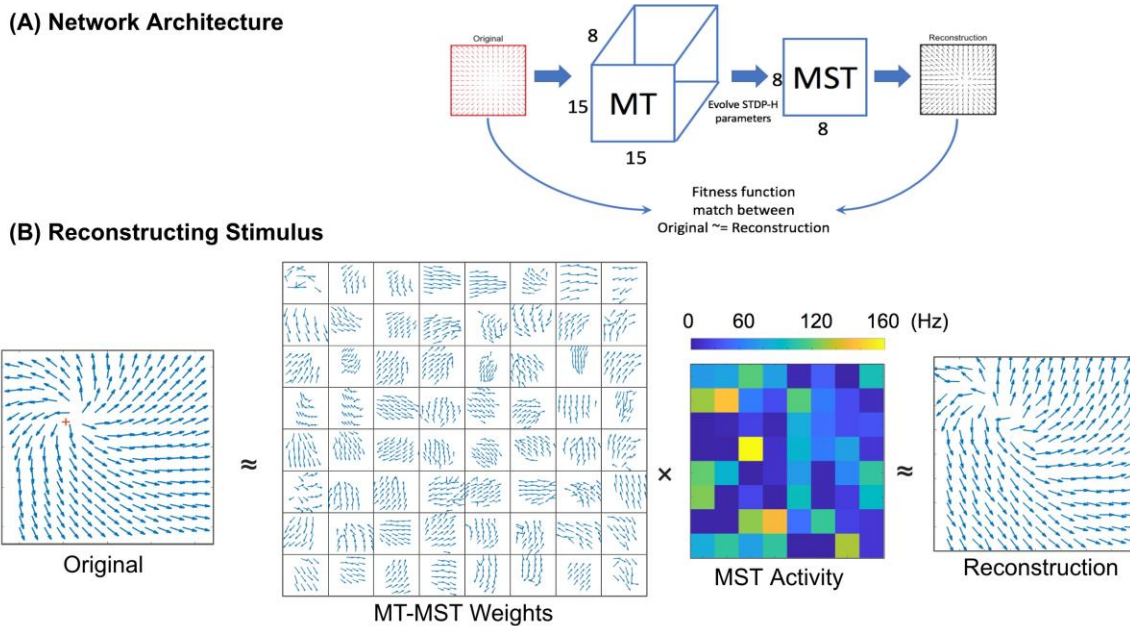 (A) Network Architecture
Original
8
15
MT
15
Evolve STDP-H
parameters
8
MST
8
Reconstruction
Fitness function
match between
Original ~= Reconstruction
(B) Reconstructing Stimulus
0 60 120 160 (Hz)
≈
×
≈
Original
MT-MST Weights
MST Activity
Reconstruction